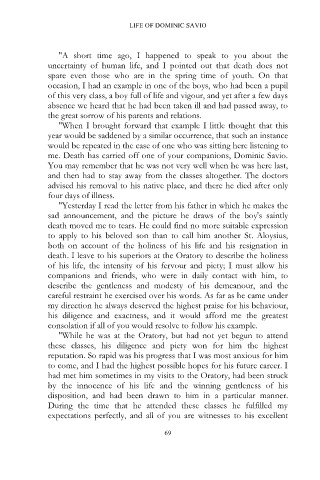 LIFE OF DOMINIC SAVIO
"A short time ago, I happened to speak to you about the
uncertainty of human life, and I pointed out that death does not
spare even those who are in the spring time of youth. On that
occasion, I had an example in one of the boys, who had been a pupil
of this very class, a boy full of life and vigour, and yet after a few days
absence we heard that he had been taken ill and had passed away, to
the great sorrow of his parents and relations.
"When I brought forward that example I little thought that this
year would be saddened by a similar occurrence, that such an instance
would be repeated in the case of one who was sitting here listening to
me. Death has carried off one of your companions, Dominic Savio.
You may remember that he was not very well when he was here last,
and then had to stay away from the classes altogether. The doctors
advised his removal to his native place, and there he died after only
four days of illness.
"Yesterday I read the letter from his father in which he makes the
sad announcement, and the picture he draws of the boy's saintly
death moved me to tears. He could find no more suitable expression
to apply to his beloved son than to call him another St. Aloysius,
both on account of the holiness of his life and his resignation in
death. I leave to his superiors at the Oratory to describe the holiness
of his life, the intensity of his fervour and piety; I must allow his
companions and friends, who were in daily contact with him, to
describe the gentleness and modesty of his demeanour, and the
careful restraint he exercised over his words. As far as he came under
my direction he always deserved the highest praise for his behaviour,
his diligence and exactness, and it would afford me the greatest
consolation if all of you would resolve to follow his example.
"While he was at the Oratory, but had not yet begun to attend
these classes, his diligence and piety won for him the highest
reputation. So rapid was his progress that I was most anxious for him
to come, and I had the highest possible hopes for his future career. I
had met him sometimes in my visits to the Oratory, had been struck
by the innocence of his life and the winning gentleness of his
disposition, and had been drawn to him in a particular manner.
During the time that he attended these classes he fulfilled my
expectations perfectly, and all of you are witnesses to his excellent
69